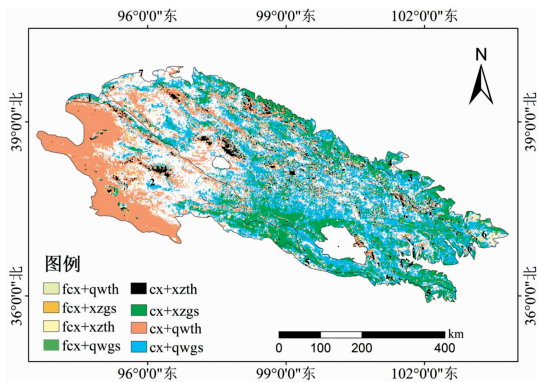 96°0'0"东 99°0'0"东 102°0'0"东
N
39°0'0"北 39°0'0"北
36°0'0"北 36°0'0"北
图例
fcx+qwth cx+xzth
fcx+xzgs cx+xzgs
fcx+xzth cx+qwth
fcx+qwgs cx+qwgs
km
0 100 200 400
96°0'0"东 99°0'0"东 102°0'0"东